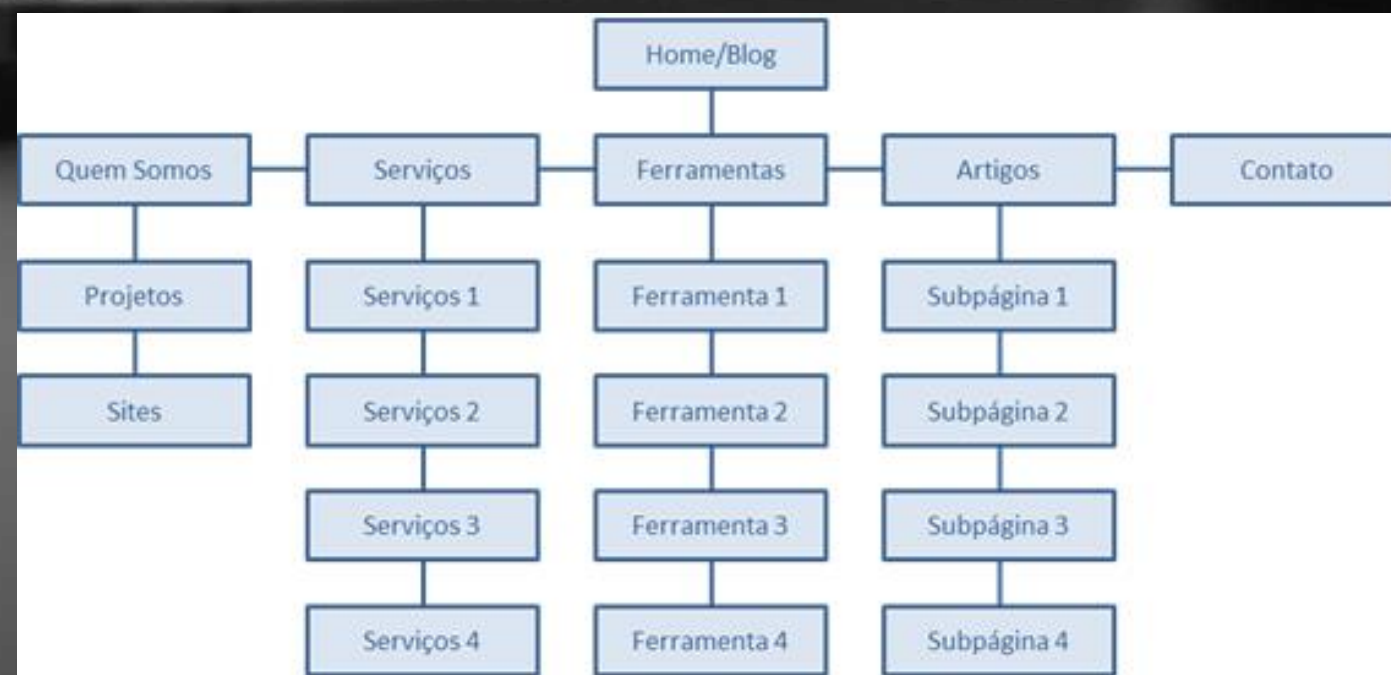 Home/Blog
Quem Somos
Serviços
Ferramentas
Artigos
Contato
Projetos
Serviços 1
Ferramenta 1
Subpágina 1
Sites
Serviços 2
Ferramenta 2
Subpágina 2
Serviços 3
Ferramenta 3
Subpágina 3
Serviços 4
Ferramenta 4
Subpágina 4